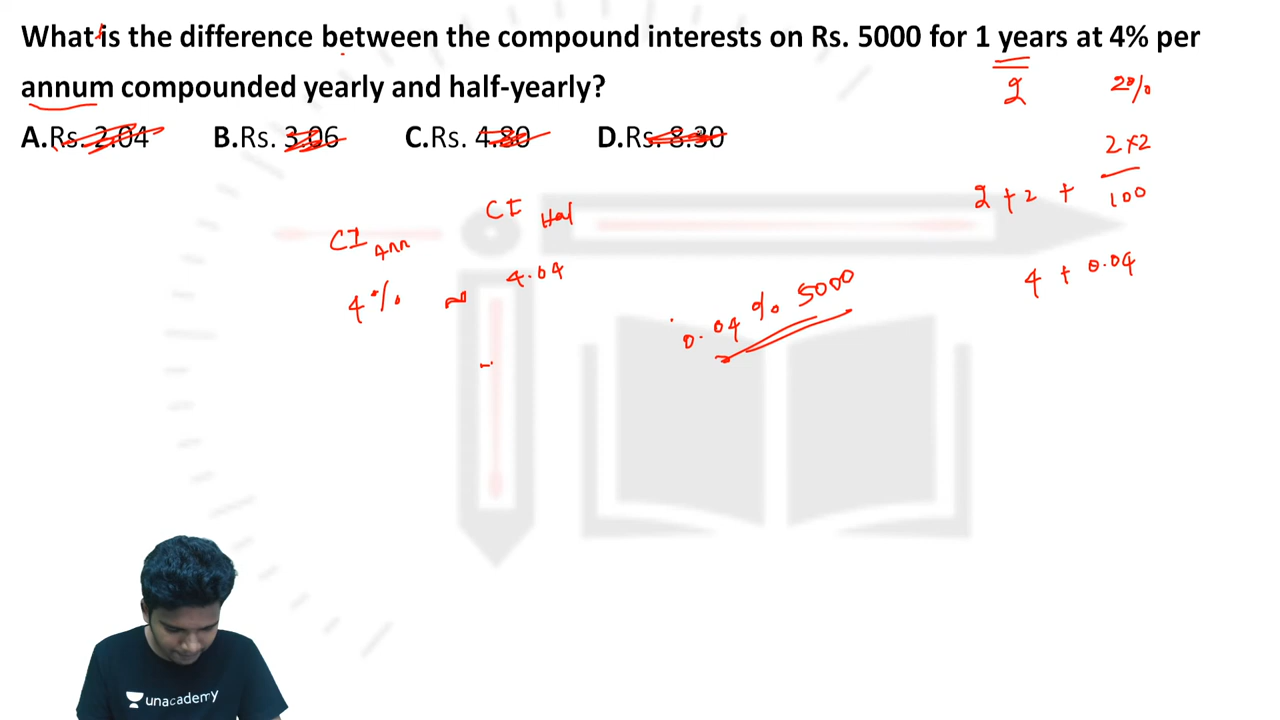 What is the difference between the compound interests on Rs. 5000 for 1 years at 4% per
annum compounded yearly and half-yearly?
2 2%
A.Rs. 2.04 B.Rs. 3.06 C.Rs. 4.80 D.Rs. 8.30
2 + 2 + 2×2/100
CI Hal
CI Ann
4 + 0.04
4% ~ 4.04
0.04% 5000
unacademy